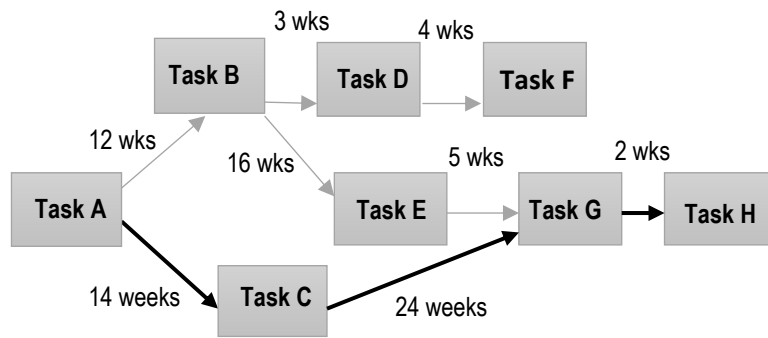 3 wks
4 wks
Task B
Task D
Task F
12 wks
16 wks
5 wks
2 wks
Task A
Task E
Task G
Task H
14 weeks
Task C
24 weeks